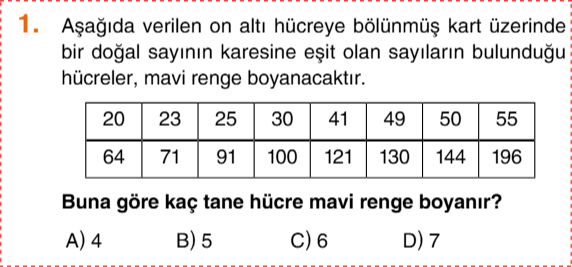 1. Aşağıda verilen on altı hücreye bölünmüş kart üzerinde
bir doğal sayının karesine eşit olan sayıların bulunduğu
hücreler, mavi renge boyanacaktır.
20 23 25 30 41 49 50 55
64 71 91 100 121 130 144 196
Buna göre kaç tane hücre mavi renge boyanır?
A) 4 B) 5 C) 6 D) 7